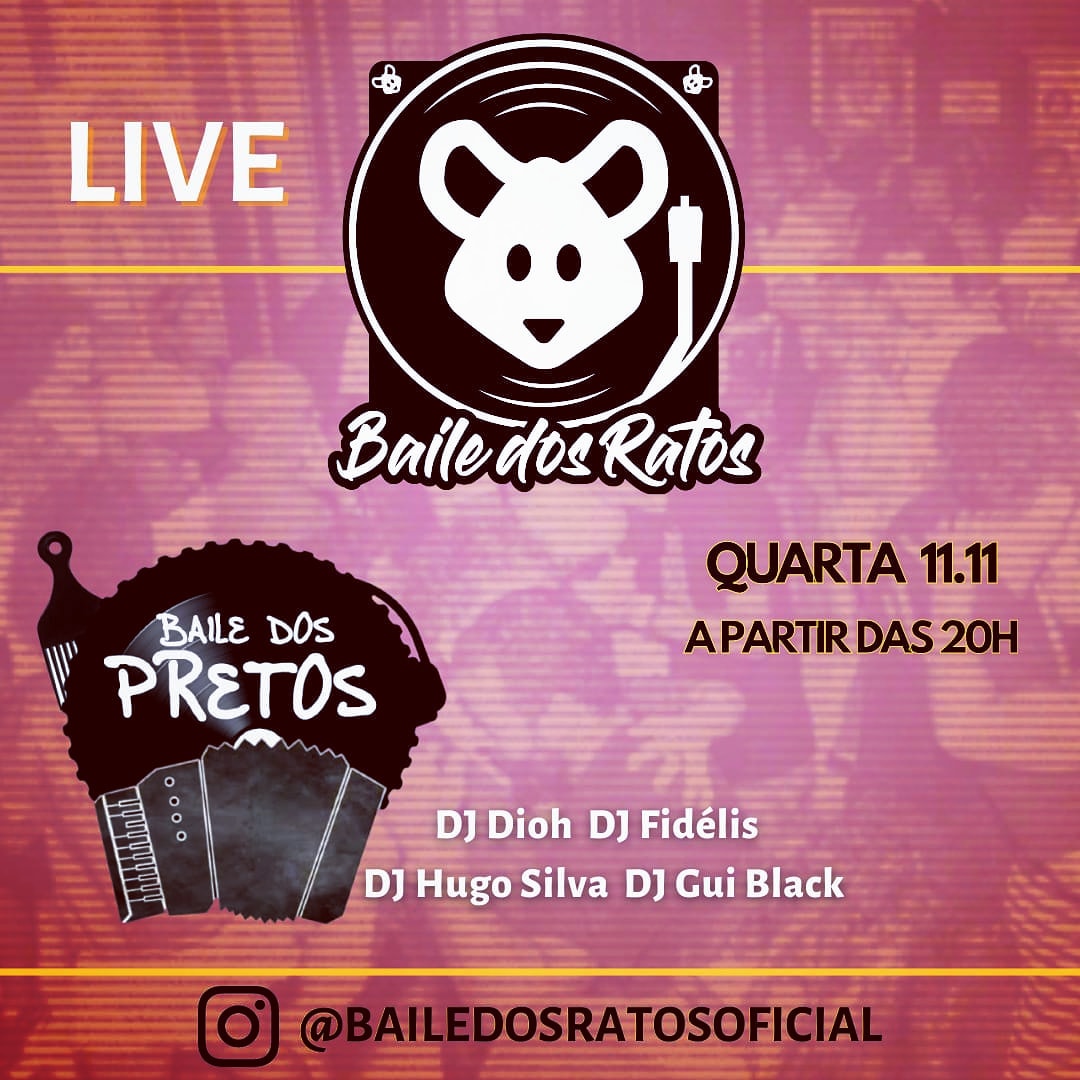 LIVE
Baile dos Ratos
QUARTA 11.11
A PARTIR DAS 20H
BAILE DOS
PRETOS
DJ Dioh DJ Fidélis
DJ Hugo Silva DJ Gui Black
@BAILEDOSRATOSOFICIAL